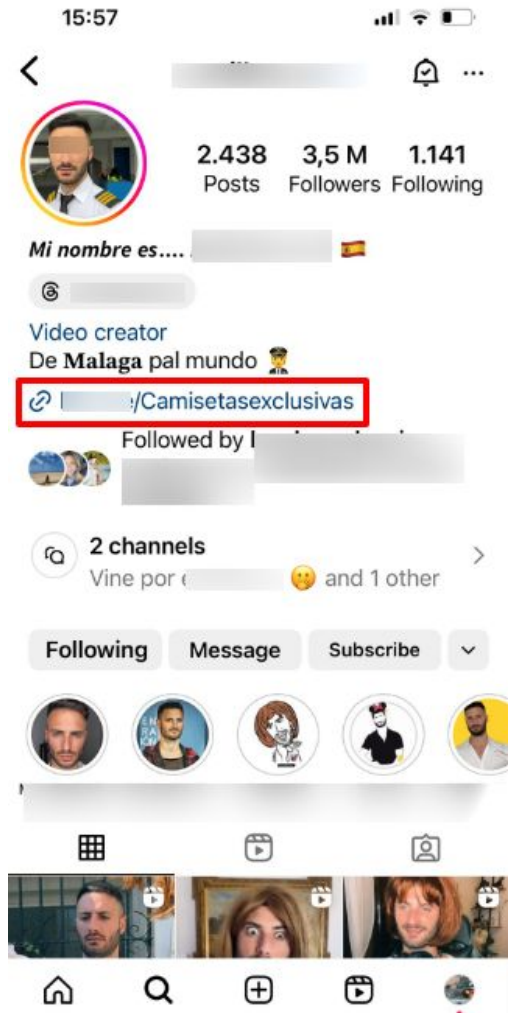 15:57
2.438 3,5 M 1.141
Posts Followers Following
Mi nombre es....
Video creator
De Malaga pal mundo
/Camisetasexclusivas
Followed by
2 channels
Vine por and 1 other
Following Message Subscribe